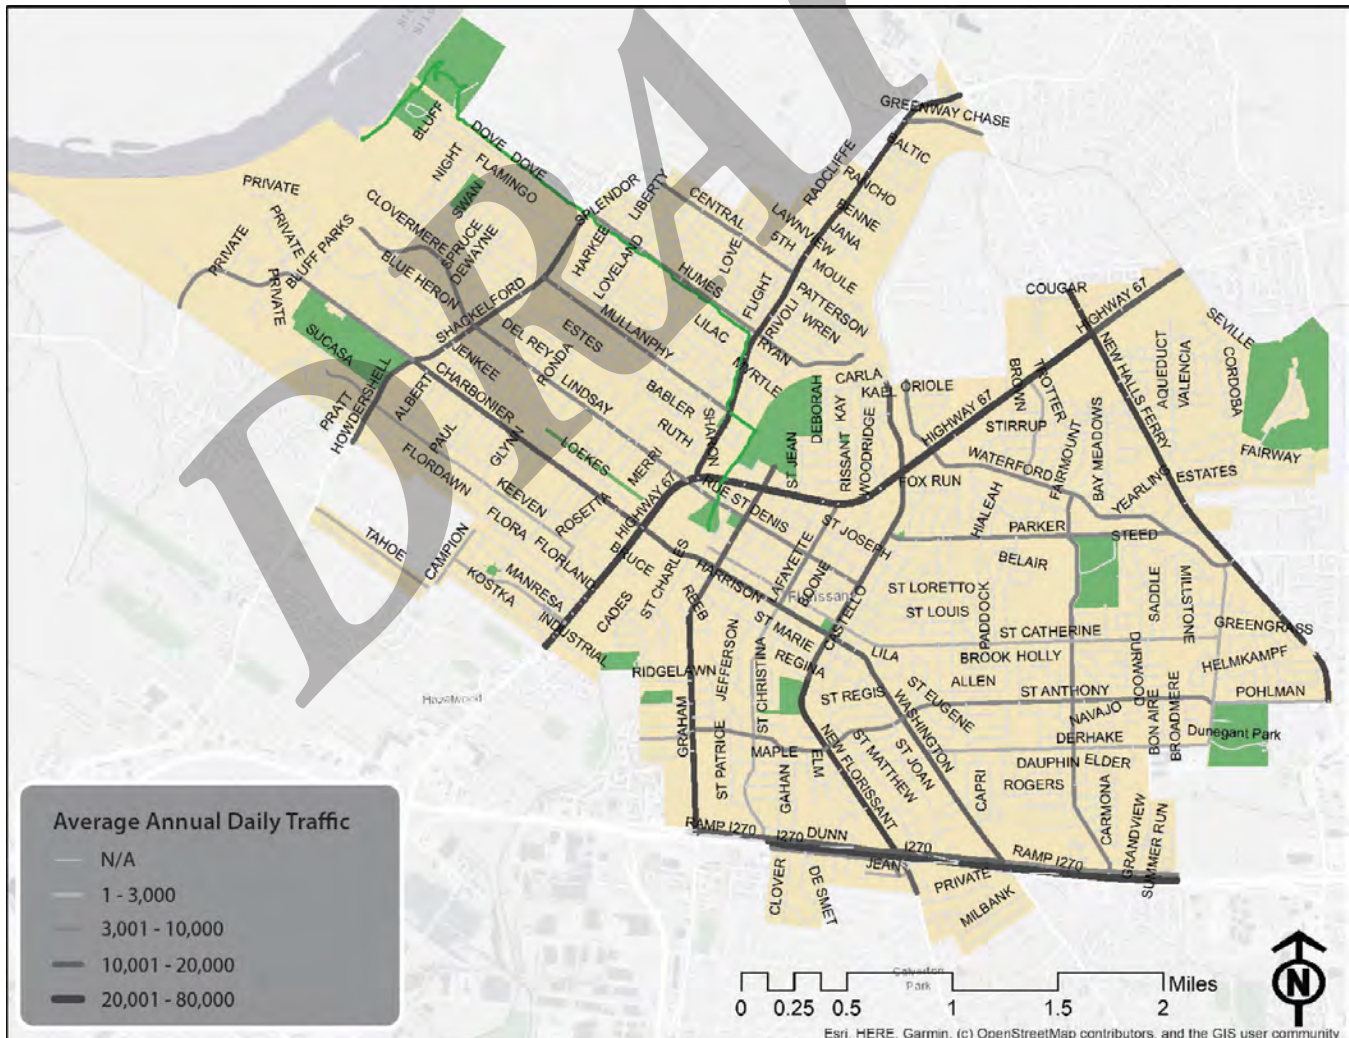 DRAFT
GREENWAY CHASE
BALTIC
BLUFF
DOVE DOVE
RADCLIFFE
NIGHT
FLAMINGO
RANCHO
PRIVATE
SWAN
SPLENDOR
LIBERTY
CENTRAL
LAWNVIEW
BENNE
JANA
CLOVERMERE
SPRUCE
DEWAYNE
5TH
PRIVATE
PRIVATE
BLUFF PARKS
BLUE HERON
HARKEE
LOVELAND
LOVE
MOULE
PRIVATE
HUMES
FLIGHT
PATTERSON
COUGAR
HIGHWAY 67
SUCASA
SHACKELFORD
MULLANPHY
LILAC
RIVOLI
WREN
SEVILLE
DEL REY
ESTES
RYAN
NEW HALLS FERRY
AQUEDUCT
VALENCIA
JENKEE
RONDA
MYRTLE
CORDOBA
CHARBONIER
LINDSAY
BABLER
DEBORAH
CARLA
KAEL
ORIOLE
BROWN
TROTTER
ALBERT
PRATT
HOWDERSHELL
RUTH
SHARON
KAY
HIGHWAY 67
STIRRUP
PAUL
GLYNN
LOEKES
MERRI
ST JEAN
RISSANT
WOODRIDGE
WATERFORD
FAIRMOUNT
BAY MEADOWS
FAIRWAY
FLORDAWN
KEEVEN
ROSETTA
HIGHWAY 67
RUE ST DENIS
FOX RUN
YEARLING
ESTATES
FLORA
ST JOSEPH
HIALEAH
PARKER
STEED
TAHOE
CAMPION
FLORLAND
BRUCE
LAFAYETTE
BELAIR
MANRESA
KOSTKA
ST CHARLES
HARRISON
BOONE
Florissant
CASTELLO
ST LORETTO
PADDOCK
SADDLE
MILLSTONE
CADES
REEB
ST MARIE
ST LOUIS
INDUSTRIAL
ST CATHERINE
GREENGRASS
RIDGELAWN
JEFFERSON
REGINA
LILA
BROOK HOLLY
DURWOOD
HELMKAMPF
Hazelwood
ST CHRISTINA
ST REGIS
ST EUGENE
ALLEN
ST ANTHONY
POHLMAN
WASHINGTON
NAVAJO
BON AIRE
BROADMERE
GRAHAM
ST PATRICE
MAPLE
ELM
NEW FLORISSANT
ST MATTHEW
ST JOAN
DERHAKE
Dunegant Park
DAUPHIN
ELDER
GAHAN
CAPRI
ROGERS
CARMONA
RAMP I270
I270
DUNN
I270
RAMP I270
GRANDVIEW
SUMMER RUN
JEAN
CLOVER
DE SMET
PRIVATE
MILBANK
Average Annual Daily Traffic
N/A
1 - 3,000
3,001 - 10,000
10,001 - 20,000
20,001 - 80,000
Calverton
Park
Miles
0 0.25 0.5 1 1.5 2
N
Esri, HERE, Garmin, (c) OpenStreetMap contributors, and the GIS user community